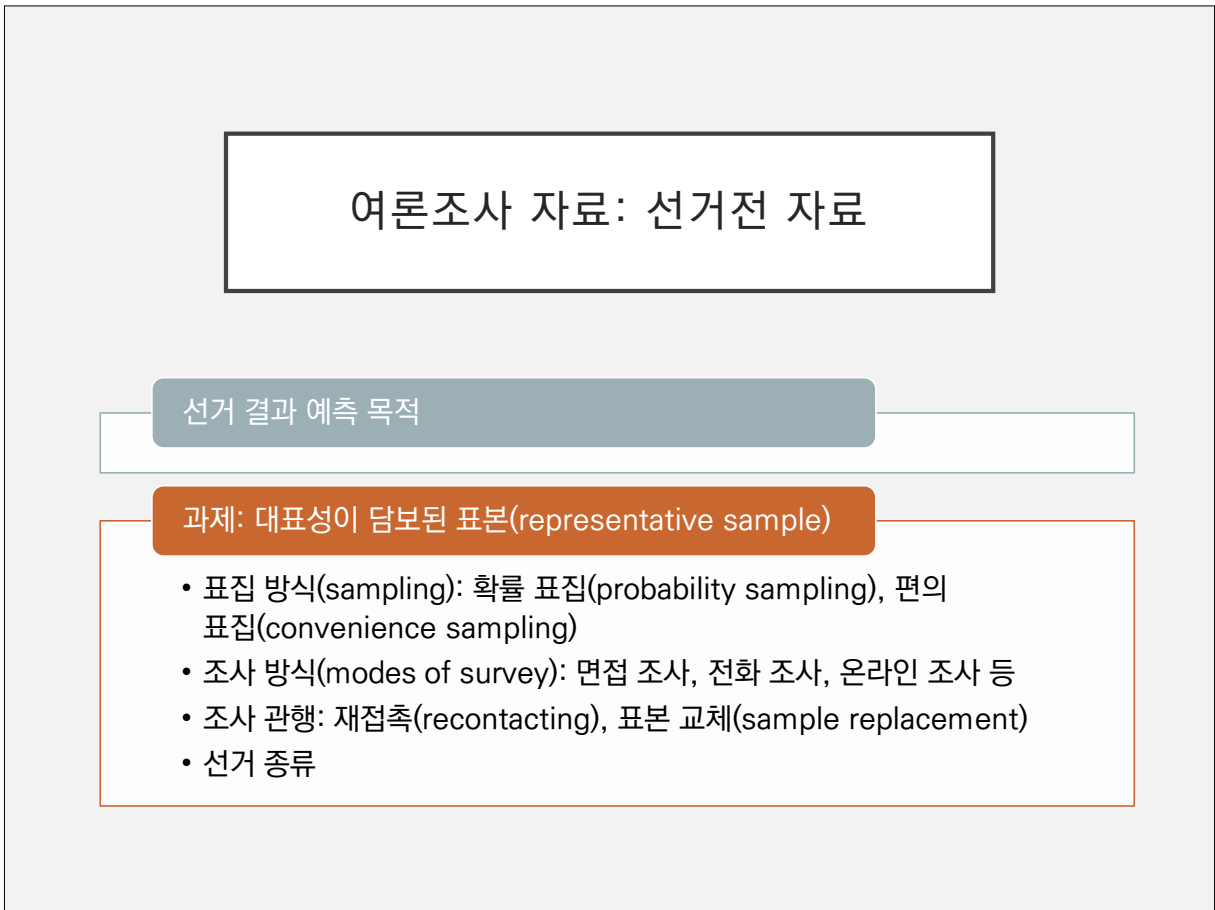 여론조사 자료: 선거전 자료
선거 결과 예측 목적
과제: 대표성이 담보된 표본(representative sample)
• 표집 방식(sampling): 확률 표집(probability sampling), 편의
표집(convenience sampling)
• 조사 방식(modes of survey): 면접 조사, 전화 조사, 온라인 조사 등
• 조사 관행: 재접촉(recontacting), 표본 교체(sample replacement)
• 선거 종류